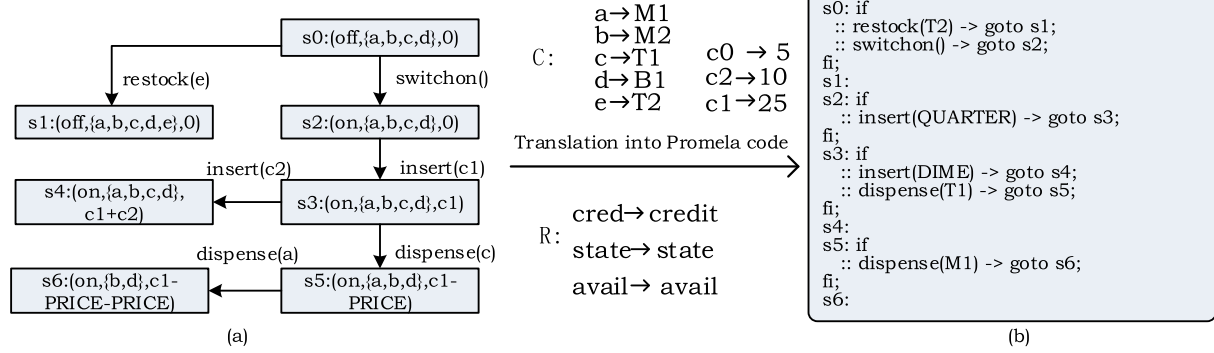 s0:(off,{a,b,c,d},0)
restock(e)
switchon()
s1:(off,{a,b,c,d,e},0)
s2:(on,{a,b,c,d},0)
insert(c2)
insert(c1)
s4:(on,{a,b,c,d},
c1+c2)
s3:(on,{a,b,c,d},c1)
dispense(a)
dispense(c)
s6:(on,{b,d},c1-
PRICE-PRICE)
s5:(on,{a,b,d},c1-
PRICE)
(a)
C:
a→M1
b→M2
c→T1
d→B1
e→T2
c0 → 5
c2→10
c1→25
Translation into Promela code
R:
cred→credit
state→state
avail→ avail
s0: if
:: restock(T2) -> goto s1;
:: switchon() -> goto s2;
fi;
s1:
s2: if
:: insert(QUARTER) -> goto s3;
fi;
s3: if
:: insert(DIME) -> goto s4;
:: dispense(T1) -> goto s5;
fi;
s4:
s5: if
:: dispense(M1) -> goto s6;
fi;
s6:
(b)